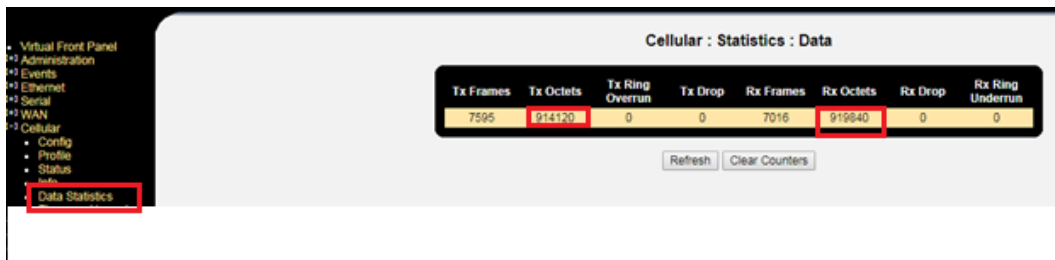 Virtual Front Panel
[+] Administration
[+] Events
[+] Ethernet
[+] Serial
[+] WAN
[-] Cellular
Config
Profile
Status
Info
Data Statistics
Cellular : Statistics : Data
Tx Frames Tx Octets Tx Ring Overrun Tx Drop Rx Frames Rx Octets Rx Drop Rx Ring Underrun
7595 914120 0 0 7016 919840 0 0
Refresh Clear Counters